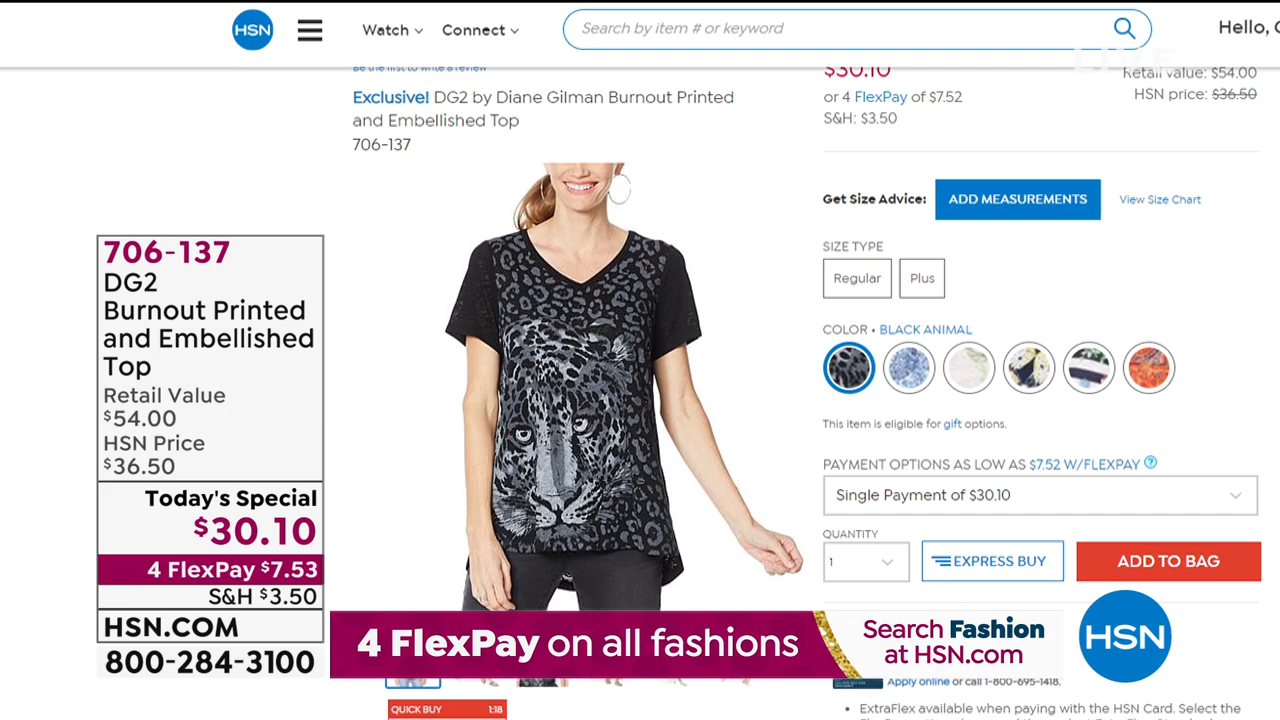 HSN
Watch
Connect
Search by item # or keyword
Hello,
LIVE
Be the first to write a review
Exclusive! DG2 by Diane Gilman Burnout Printed
and Embellished Top
706-137
$30.10
or 4 FlexPay of $7.52
S&H: $3.50
Retail value: $54.00
HSN price: $36.50
Get Size Advice:
ADD MEASUREMENTS
View Size Chart
SIZE TYPE
Regular
Plus
COLOR • BLACK ANIMAL
This item is eligible for gift options.
PAYMENT OPTIONS AS LOW AS $7.52 W/FLEXPAY ?
Single Payment of $30.10
QUANTITY
1
EXPRESS BUY
ADD TO BAG
706-137
DG2
Burnout Printed
and Embellished
Top
Retail Value
$54.00
HSN Price
$36.50
Today's Special
$30.10
4 FlexPay $7.53
S&H $3.50
HSN.COM
800-284-3100
4 FlexPay on all fashions
Search Fashion
at HSN.com
HSN
Apply online or call 1-800-695-1418.
QUICK BUY 1:18
• ExtraFlex available when paying with the HSN Card. Select the